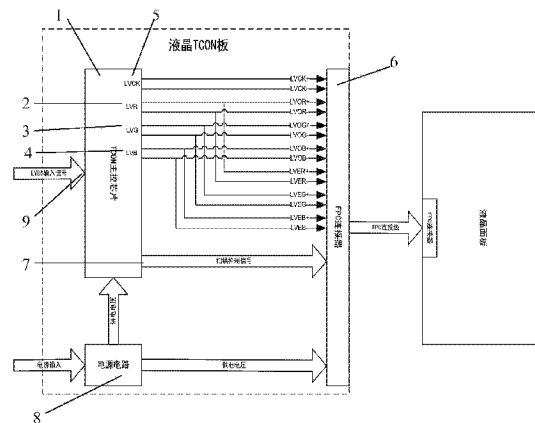 1
5
液晶TCON板
6
LVCK
LVCK+
LVCK-
2
LVR
LVOR+
LVOR-
3
LVG
LVOG+
LVOG-
4
LVB
LVOB+
LVOB-
TCON主控芯片
LVDS输入信号
LVER+
LVER-
LVEG+
LVEG-
LVEB+
LVEB-
9
FPC连接器
FPC连接线
FPC连接器
液晶面板
7
扫描控制信号
供电电压
电源输入
电源电路
供电电压
8